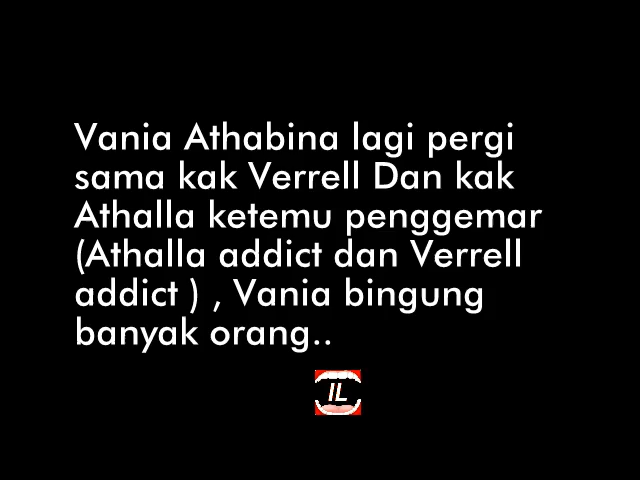 Vania Athabina lagi pergi
sama kak Verrell Dan kak
Athalla ketemu penggemar
(Athalla addict dan Verrell
addict ) , Vania bingung
banyak orang..
IL